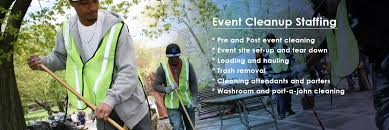 Event Cleanup Staffing
* Pre and Post event cleaning
* Event site set-up and tear down
* Loading and hauling
* Trash removal
* Cleaning attendants and porters
* Washroom and port-a-john cleaning